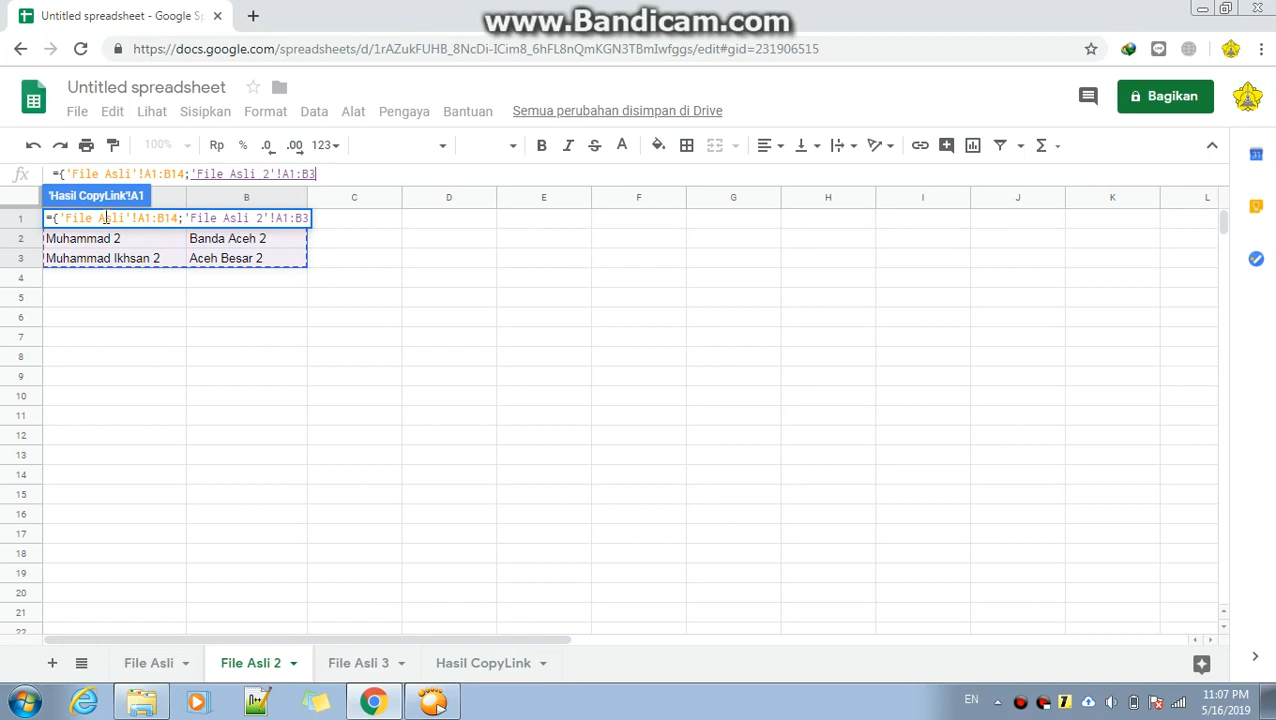 www.Bandicam.com
Untitled spreadsheet - Google Sp
https://docs.google.com/spreadsheets/d/1rAZukFUHB_8NcDi-ICim8_6hFL8nQmKGN3TBmIwfggs/edit#gid=231906515
Untitled spreadsheet
File Edit Lihat Sisipkan Format Data Alat Pengaya Bantuan Semua perubahan disimpan di Drive
Bagikan
100% Rp % .0 .00 123 B I S A Σ
fx ={'File Asli'!A1:B14;'File Asli 2'!A1:B3
'Hasil CopyLink'!A1
B C D E F G H I J K L
1 ={'File Asli'!A1:B14;'File Asli 2'!A1:B3
2 Muhammad 2 Banda Aceh 2
3 Muhammad Ikhsan 2 Aceh Besar 2
4
5
6
7
8
9
10
11
12
13
14
15
16
17
18
19
20
21
22
File Asli File Asli 2 File Asli 3 Hasil CopyLink
EN 11:07 PM
5/16/2019